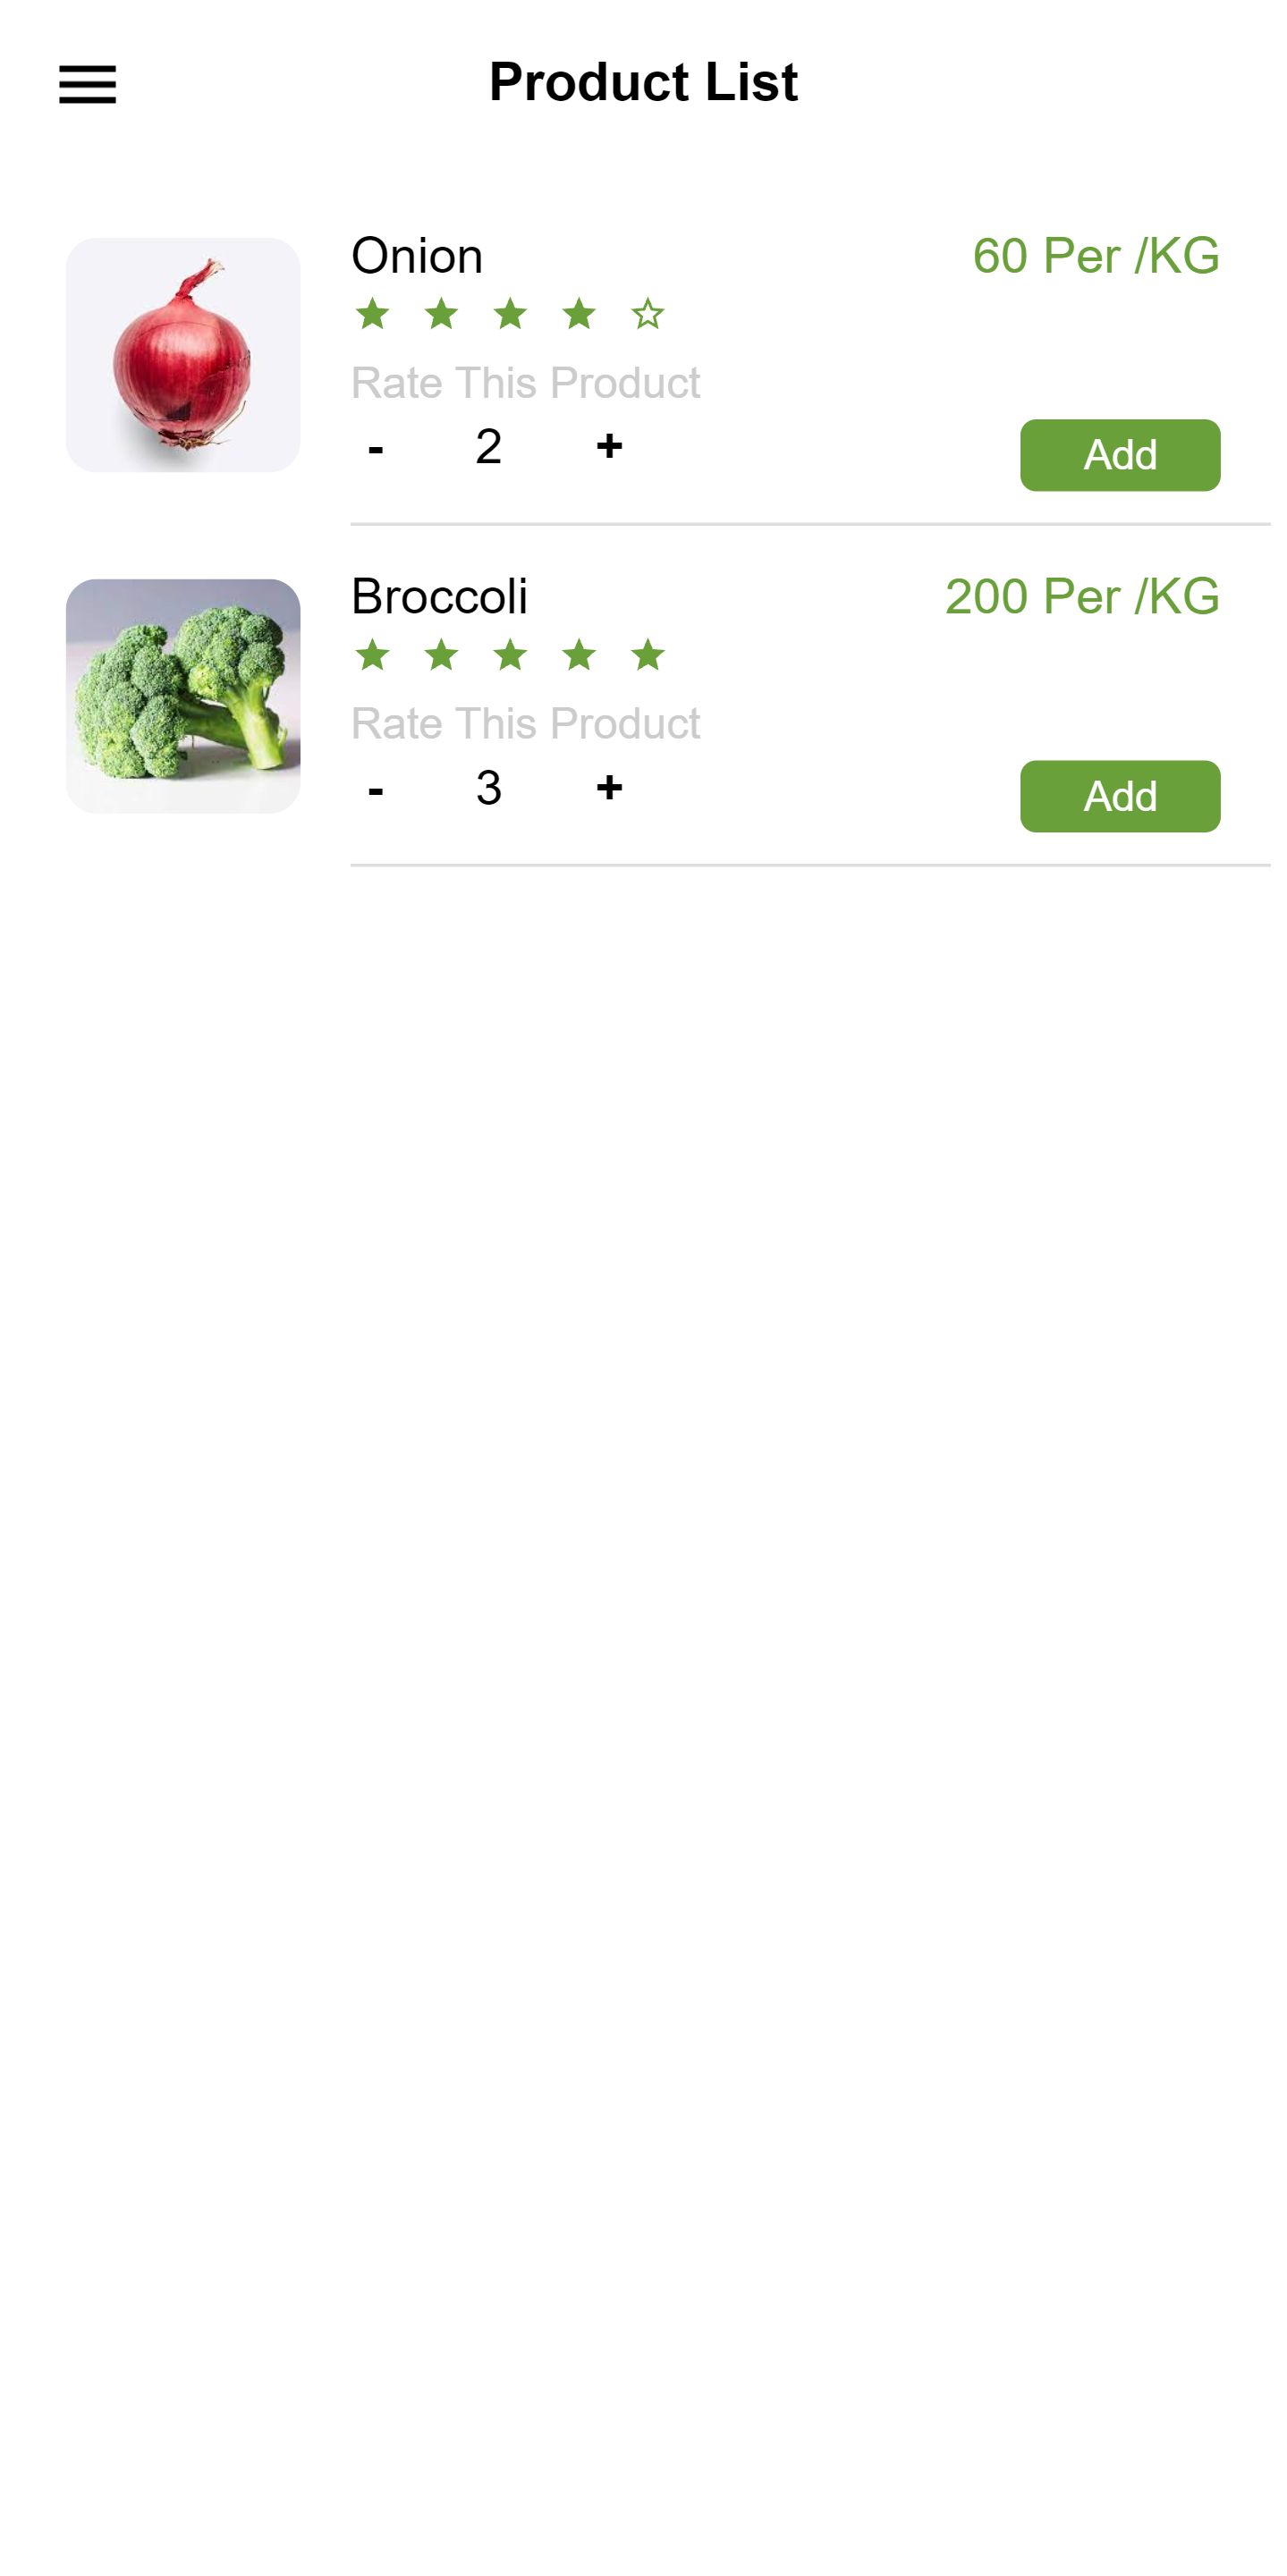 Product List
Onion
60 Per /KG
Rate This Product
- 2 +
Add
Broccoli
200 Per /KG
Rate This Product
- 3 +
Add